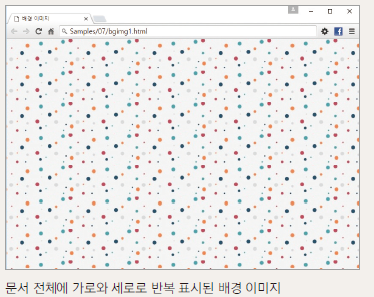 배경 이미지
Samples/07/bgimg1.html
문서 전체에 가로와 세로로 반복 표시된 배경 이미지